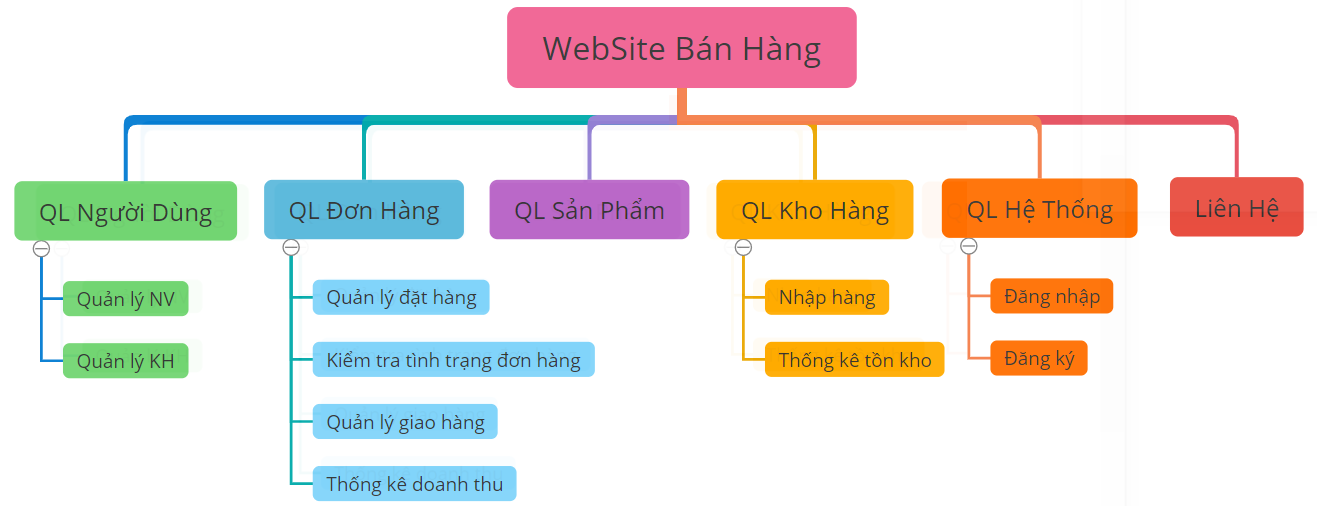 WebSite Bán Hàng
QL Người Dùng
Quản lý NV
Quản lý KH
QL Đơn Hàng
Quản lý đặt hàng
Kiểm tra tình trạng đơn hàng
Quản lý giao hàng
Thống kê doanh thu
QL Sản Phẩm
QL Kho Hàng
Nhập hàng
Thống kê tồn kho
QL Hệ Thống
Đăng nhập
Đăng ký
Liên Hệ